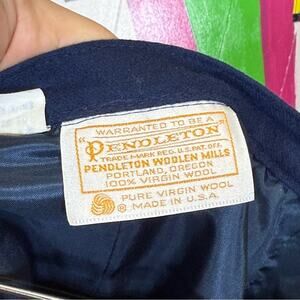 WARRANTED TO BE A
"PENDLETON"
TRADE MARK REG. U.S. PAT. OFF.
PENDLETON WOOLEN MILLS
PORTLAND, OREGON
100% VIRGIN WOOL
PURE VIRGIN WOOL
® MADE IN U.S.A.